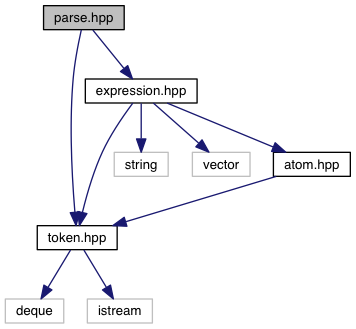 parse.hpp
expression.hpp
string
vector
atom.hpp
token.hpp
deque
istream